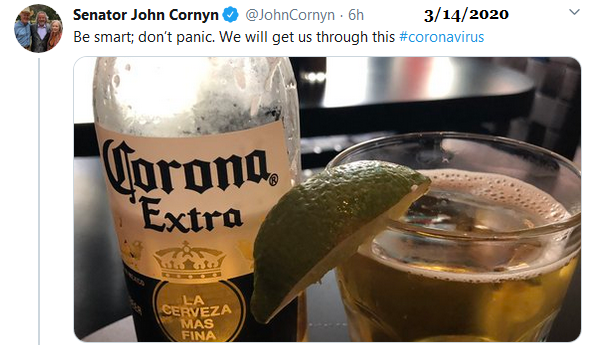 Senator John Cornyn @JohnCornyn · 6h 3/14/2020
Be smart; don't panic. We will get us through this #coronavirus
Corona®
Extra
LA
CERVEZA
MAS
FINA